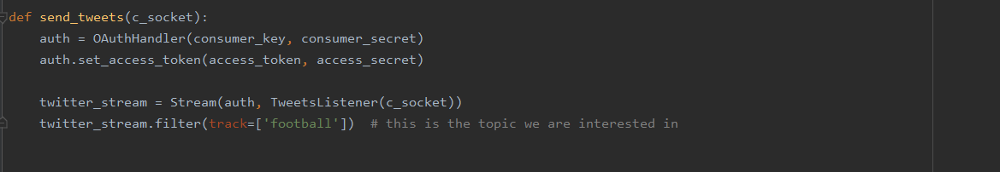 def send_tweets(c_socket):
    auth = OAuthHandler(consumer_key, consumer_secret)
    auth.set_access_token(access_token, access_secret)

    twitter_stream = Stream(auth, TweetsListener(c_socket))
    twitter_stream.filter(track=['football'])  # this is the topic we are interested in